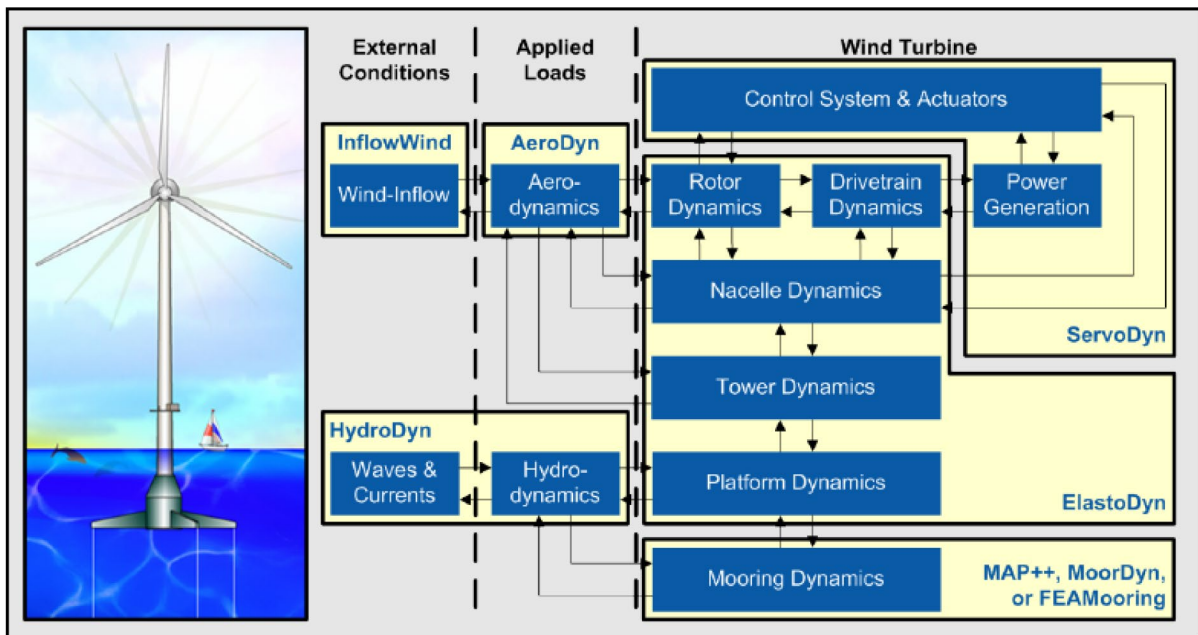 External
Conditions
Applied
Loads
Wind Turbine
Control System & Actuators
InflowWind
Wind-Inflow
AeroDyn
Aero-
dynamics
Rotor
Dynamics
Drivetrain
Dynamics
Power
Generation
Nacelle Dynamics
ServoDyn
Tower Dynamics
HydroDyn
Waves &
Currents
Hydro-
dynamics
Platform Dynamics
ElastoDyn
Mooring Dynamics
MAP++, MoorDyn,
or FEAMooring